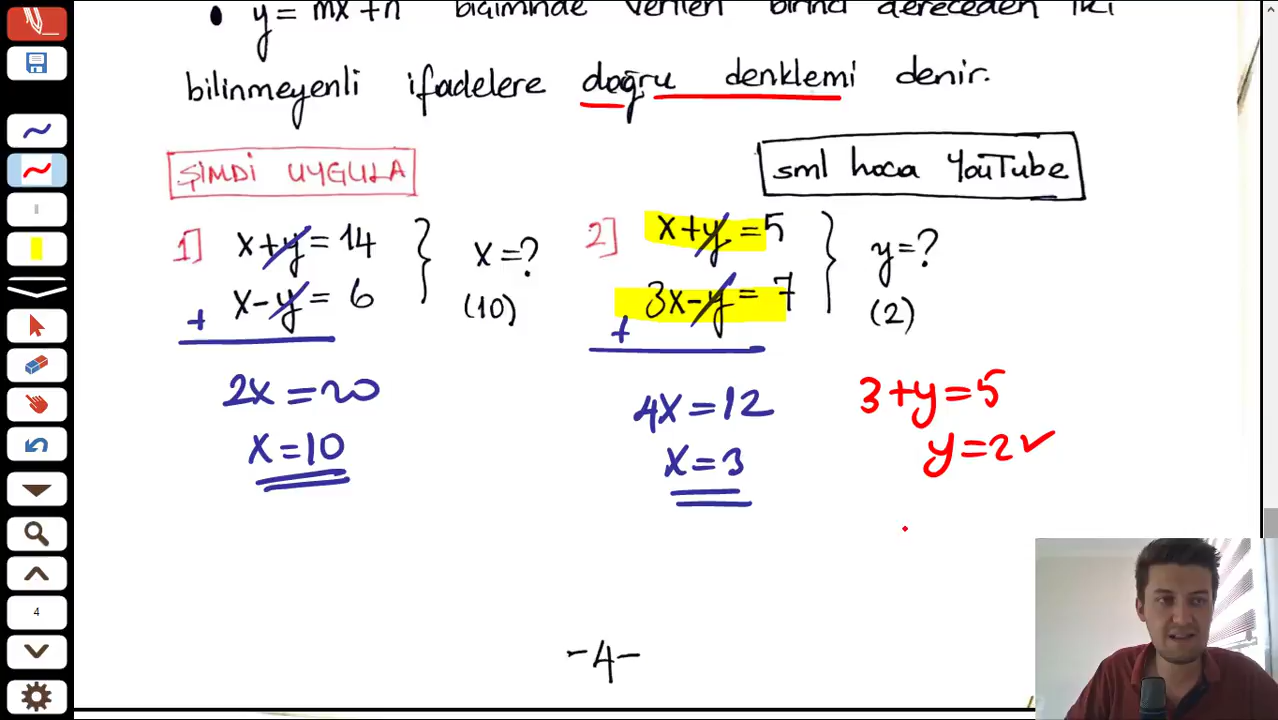 • y = mx+n biçiminde verilen birinci dereceden iki
bilinmeyenli ifadelere doğru denklemi denir.
ŞİMDİ UYGULA
sml hoca YouTube
1] x+y=14
x-y= 6
+
x=?
(10)
2x=20
x=10
2] x+y=5
3x-y= 7
+
y=?
(2)
4x=12
x=3
3+y=5
y=2✓
-4-
4